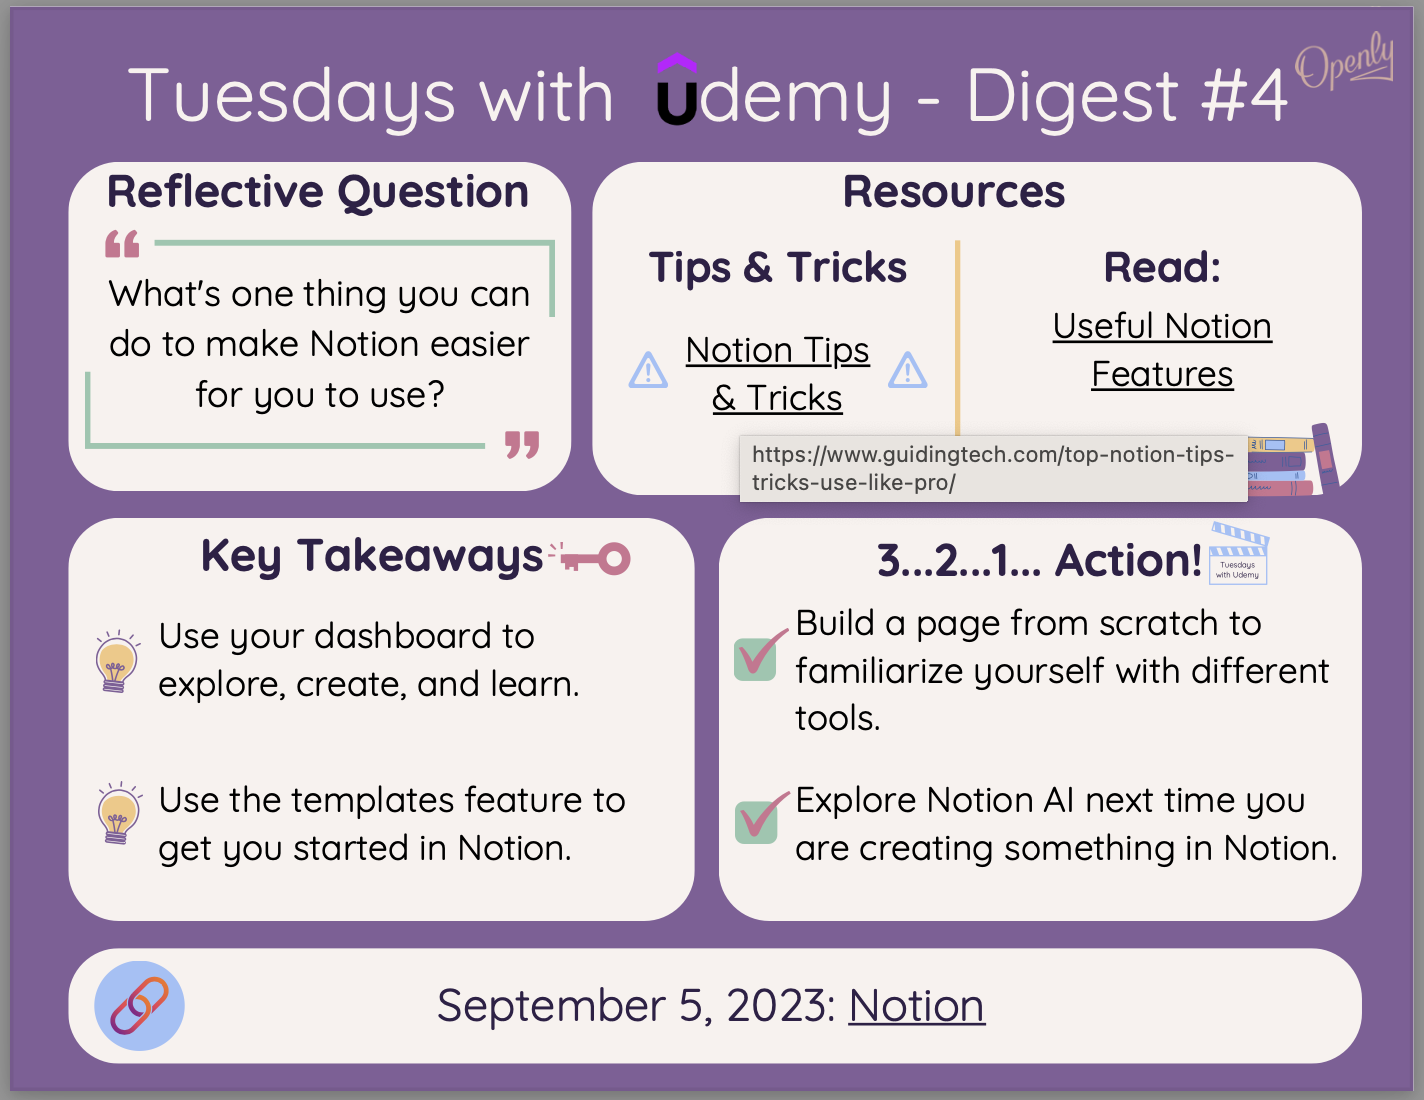 Tuesdays with Udemy - Digest #4
Openly
Reflective Question
“
What's one thing you can
do to make Notion easier
for you to use?
”
Resources
Tips & Tricks
Notion Tips
& Tricks
Read:
Useful Notion
Features
https://www.guidingtech.com/top-notion-tips-
tricks-use-like-pro/
Key Takeaways
Use your dashboard to
explore, create, and learn.
Use the templates feature to
get you started in Notion.
3...2...1... Action!
Tuesdays
with Udemy
Build a page from scratch to
familiarize yourself with different
tools.
Explore Notion AI next time you
are creating something in Notion.
September 5, 2023: Notion